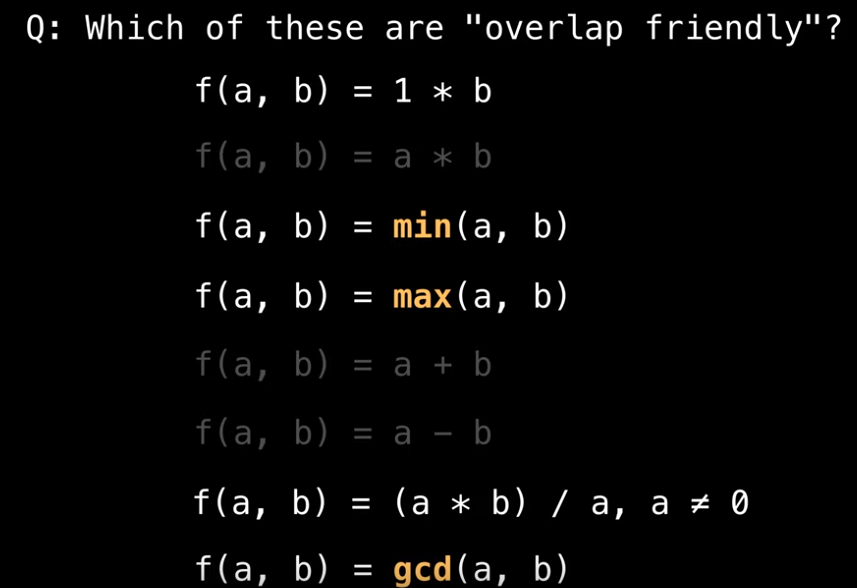 Q: Which of these are "overlap friendly"?
f(a, b) = 1 * b
f(a, b) = a * b
f(a, b) = min(a, b)
f(a, b) = max(a, b)
f(a, b) = a + b
f(a, b) = a − b
f(a, b) = (a * b) / a, a ≠ 0
f(a, b) = gcd(a, b)